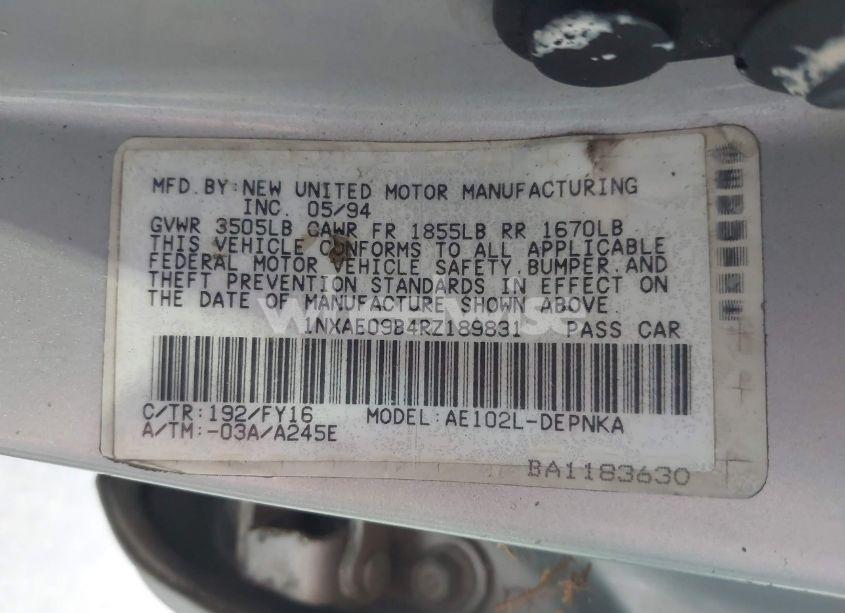 MFD. BY: NEW UNITED MOTOR MANUFACTURING
INC. 05/94
GVWR 3505LB GAWR FR 1855LB RR 1670LB
THIS VEHICLE CONFORMS TO ALL APPLICABLE
FEDERAL MOTOR VEHICLE SAFETY, BUMPER, AND
THEFT PREVENTION STANDARDS IN EFFECT ON
THE DATE OF MANUFACTURE SHOWN ABOVE.
1NXAE09B4RZ189831 PASS CAR
C/TR: 192/FY16 MODEL: AE102L-DEPNKA
A/TM: -03A/A245E
BA1183630